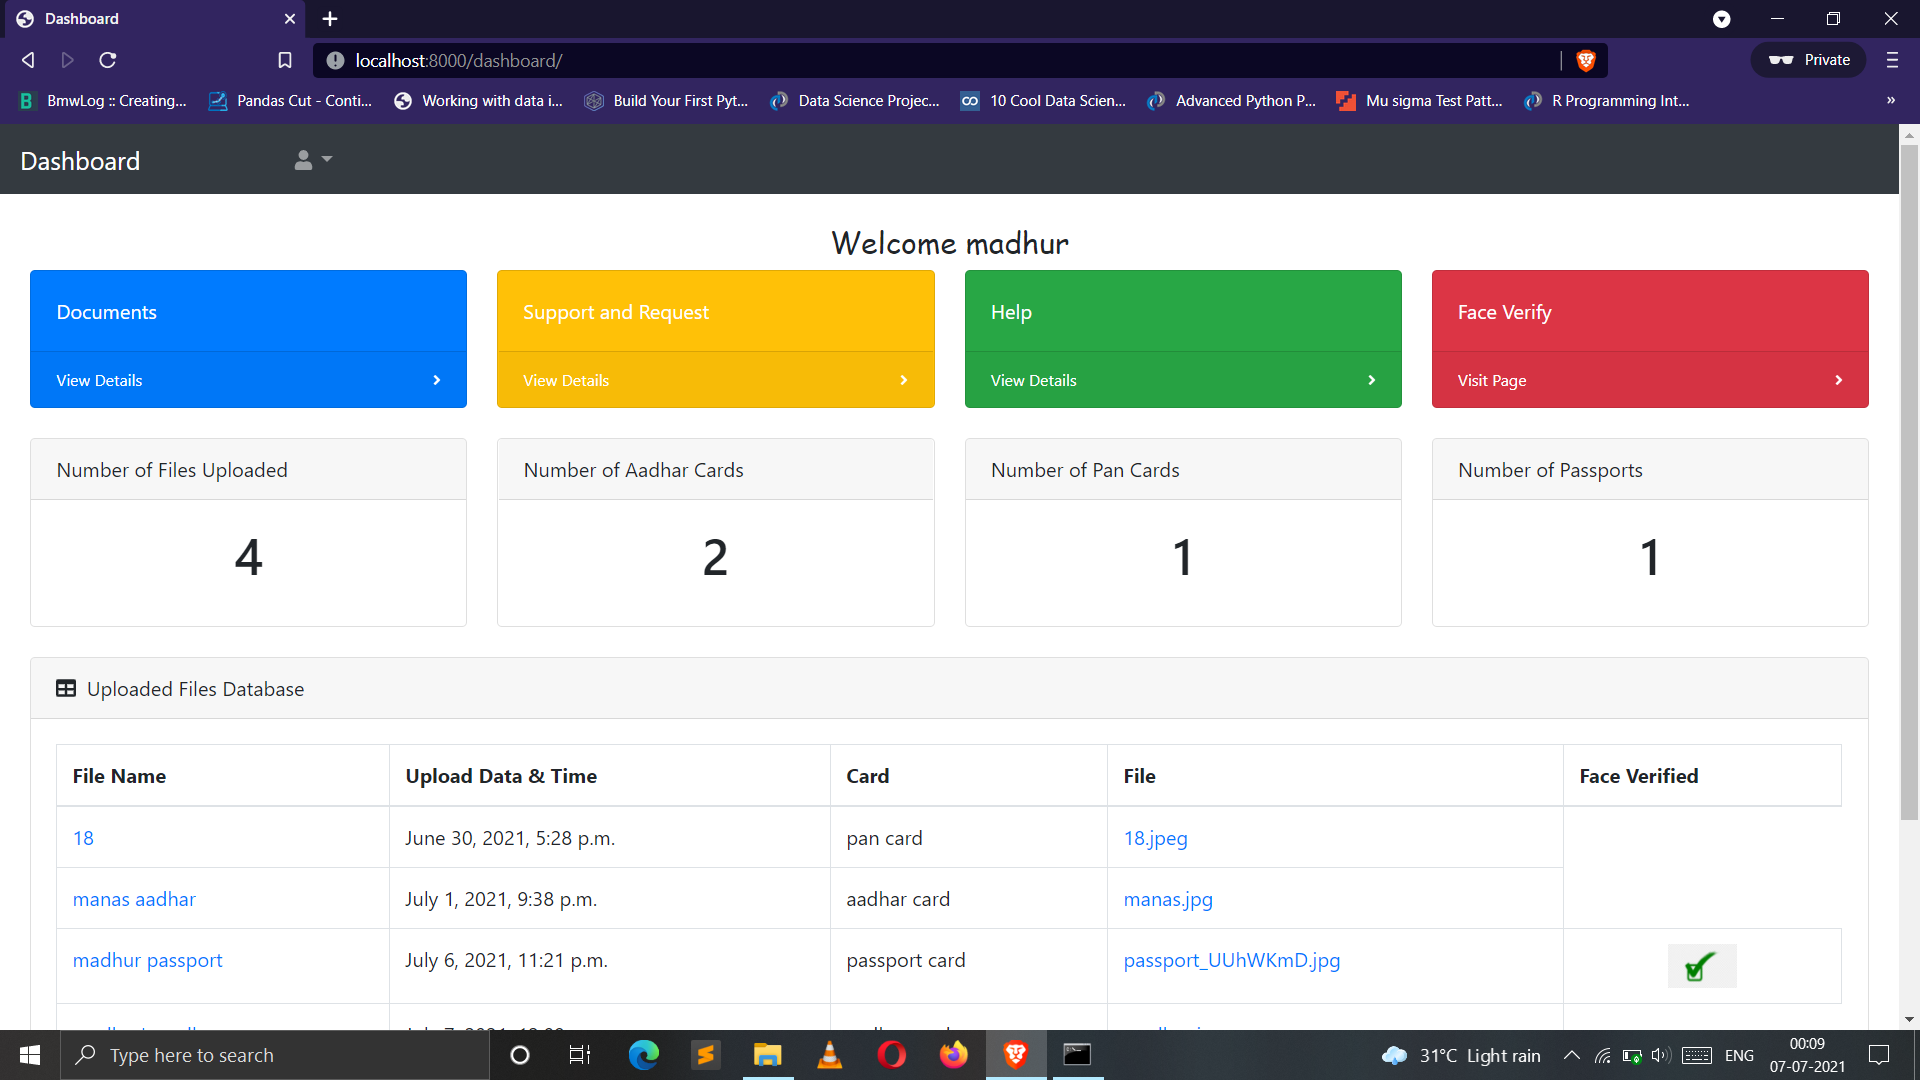 Dashboard
localhost:8000/dashboard/
Private
BmwLog :: Creating...
Pandas Cut - Conti...
Working with data i...
Build Your First Pyt...
Data Science Projec...
10 Cool Data Scien...
Advanced Python P...
Mu sigma Test Patt...
R Programming Int...
»
Dashboard
Welcome madhur
Documents
View Details
Support and Request
View Details
Help
View Details
Face Verify
Visit Page
Number of Files Uploaded
4
Number of Aadhar Cards
2
Number of Pan Cards
1
Number of Passports
1
Uploaded Files Database
File Name Upload Data & Time Card File Face Verified
18 June 30, 2021, 5:28 p.m. pan card 18.jpeg
manas aadhar July 1, 2021, 9:38 p.m. aadhar card manas.jpg
madhur passport July 6, 2021, 11:21 p.m. passport card passport_UUhWKmD.jpg
Type here to search
31°C Light rain
ENG
00:09
07-07-2021